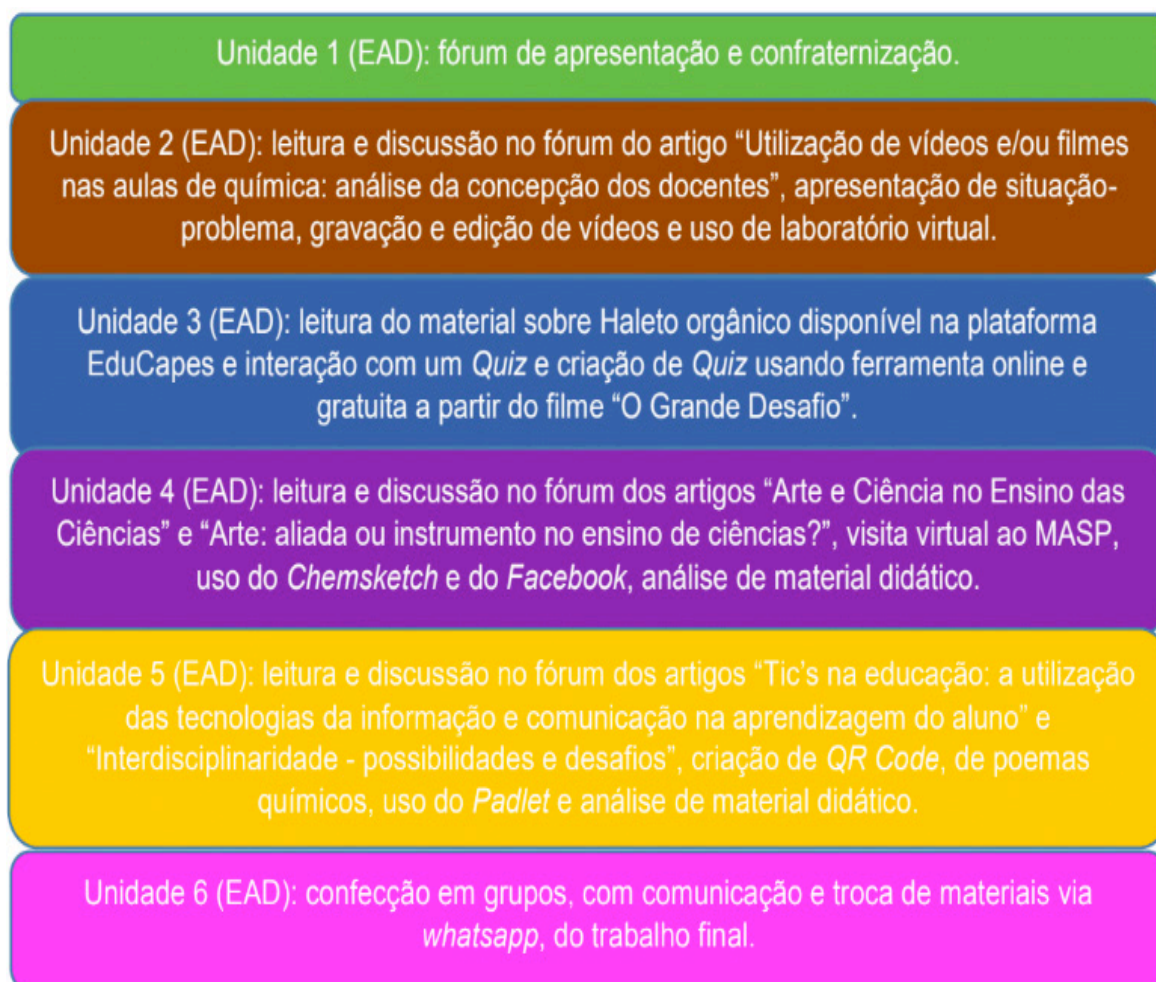 Unidade 1 (EAD): fórum de apresentação e confraternização.
Unidade 2 (EAD): leitura e discussão no fórum do artigo “Utilização de vídeos e/ou filmes
nas aulas de química: análise da concepção dos docentes”, apresentação de situação-
problema, gravação e edição de vídeos e uso de laboratório virtual.
Unidade 3 (EAD): leitura do material sobre Haleto orgânico disponível na plataforma
EduCapes e interação com um Quiz e criação de Quiz usando ferramenta online e
gratuita a partir do filme “O Grande Desafio”.
Unidade 4 (EAD): leitura e discussão no fórum dos artigos “Arte e Ciência no Ensino das
Ciências” e “Arte: aliada ou instrumento no ensino de ciências?”, visita virtual ao MASP,
uso do Chemsketch e do Facebook, análise de material didático.
Unidade 5 (EAD): leitura e discussão no fórum dos artigos “Tic’s na educação: a utilização
das tecnologias da informação e comunicação na aprendizagem do aluno” e
“Interdisciplinaridade - possibilidades e desafios”, criação de QR Code, de poemas
químicos, uso do Padlet e análise de material didático.
Unidade 6 (EAD): confecção em grupos, com comunicação e troca de materiais via
whatsapp, do trabalho final.